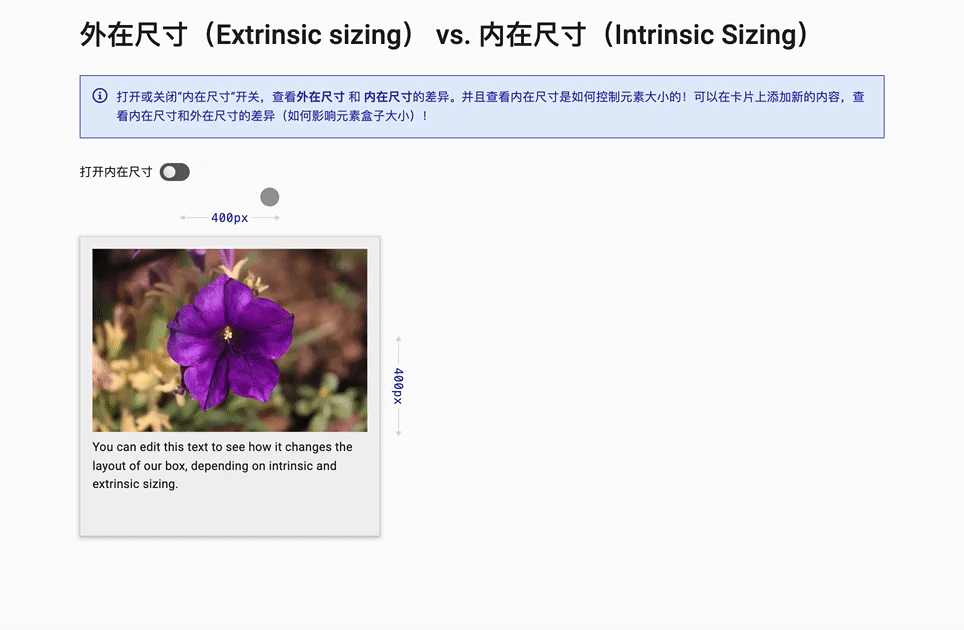 外在尺寸（Extrinsic sizing） vs. 内在尺寸（Intrinsic Sizing）
打开或关闭“内在尺寸”开关，查看外在尺寸 和 内在尺寸的差异。并且查看内在尺寸是如何控制元素大小的！可以在卡片上添加新的内容，查
看内在尺寸和外在尺寸的差异（如何影响元素盒子大小）！
打开内在尺寸
400px
400px
You can edit this text to see how it changes the
layout of our box, depending on intrinsic and
extrinsic sizing.